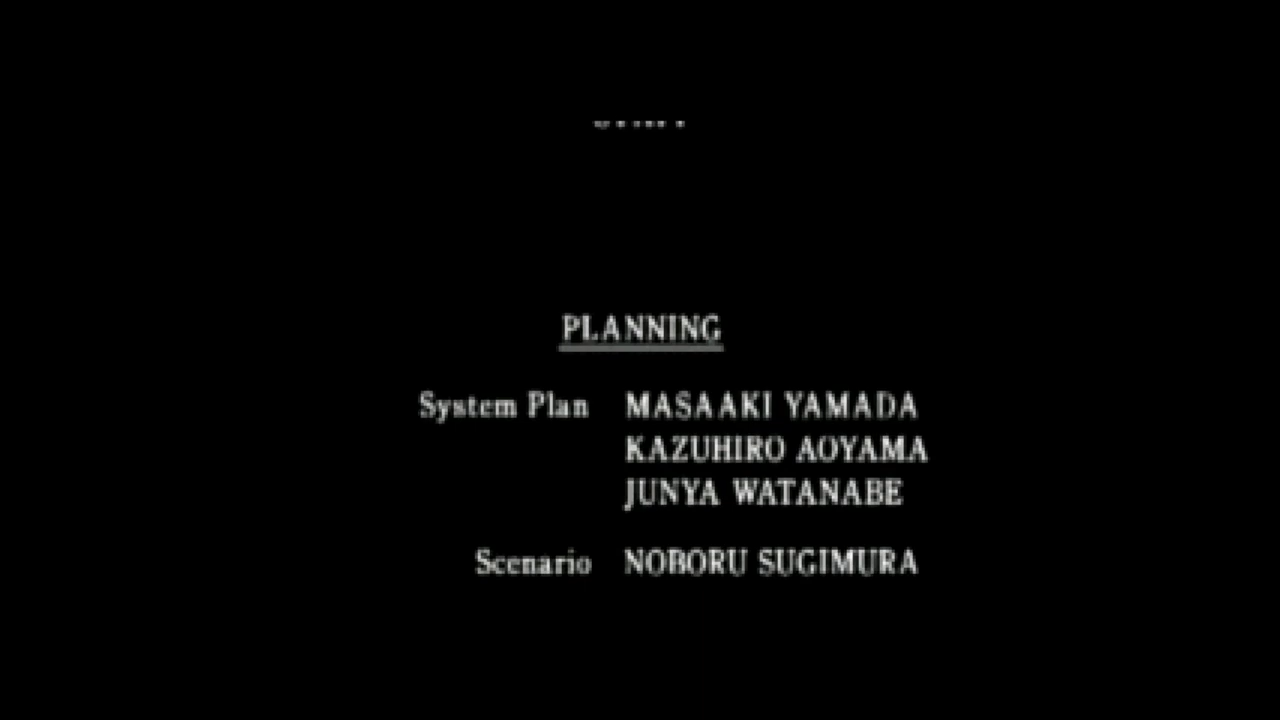 PLANNING
System Plan MASAAKI YAMADA
KAZUHIRO AOYAMA
JUNYA WATANABE
Scenario NOBORU SUGIMURA